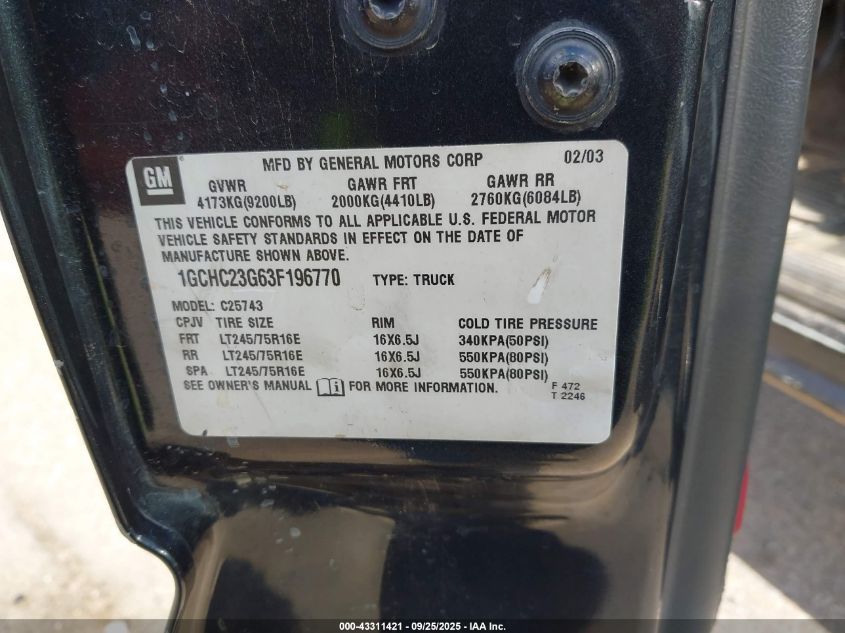 GM
MFD BY GENERAL MOTORS CORP 02/03
GVWR GAWR FRT GAWR RR
4173KG(9200LB) 2000KG(4410LB) 2760KG(6084LB)
THIS VEHICLE CONFORMS TO ALL APPLICABLE U.S. FEDERAL MOTOR
VEHICLE SAFETY STANDARDS IN EFFECT ON THE DATE OF
MANUFACTURE SHOWN ABOVE.
1GCHC23G63F196770 TYPE: TRUCK
MODEL: C25743
CPJV TIRE SIZE RIM COLD TIRE PRESSURE
FRT LT245/75R16E 16X6.5J 340KPA(50PSI)
RR LT245/75R16E 16X6.5J 550KPA(80PSI)
SPA LT245/75R16E 16X6.5J 550KPA(80PSI)
SEE OWNER'S MANUAL FOR MORE INFORMATION. F 472
T 2246
000-43311421 - 09/25/2025 - IAA Inc.